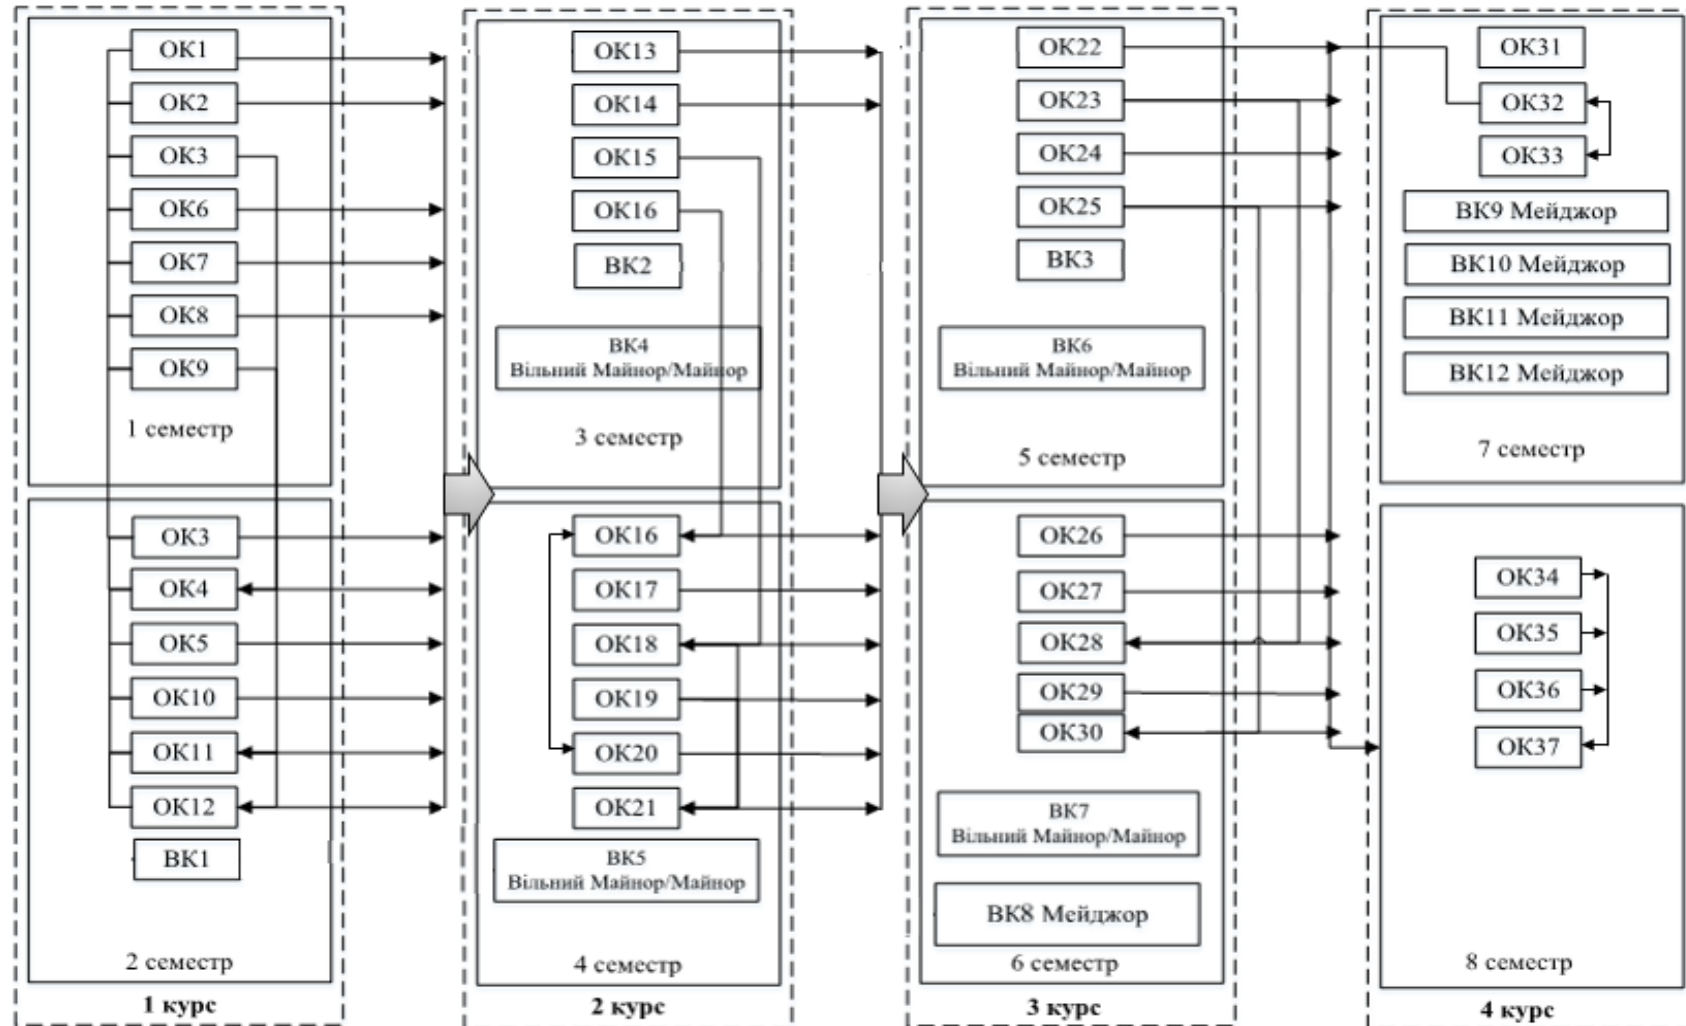 ОК1
ОК2
ОК3
ОК6
ОК7
ОК8
ОК9
1 семестр
ОК3
ОК4
ОК5
ОК10
ОК11
ОК12
ВК1
2 семестр
1 курс
ОК13
ОК14
ОК15
ОК16
ВК2
ВК4
Вільний Майнор/Майнор
3 семестр
ОК16
ОК17
ОК18
ОК19
ОК20
ОК21
ВК5
Вільний Майнор/Майнор
4 семестр
2 курс
ОК22
ОК23
ОК24
ОК25
ВК3
ВК6
Вільний Майнор/Майнор
5 семестр
ОК26
ОК27
ОК28
ОК29
ОК30
ВК7
Вільний Майнор/Майнор
ВК8 Мейджор
6 семестр
3 курс
ОК31
ОК32
ОК33
ВК9 Мейджор
ВК10 Мейджор
ВК11 Мейджор
ВК12 Мейджор
7 семестр
ОК34
ОК35
ОК36
ОК37
8 семестр
4 курс